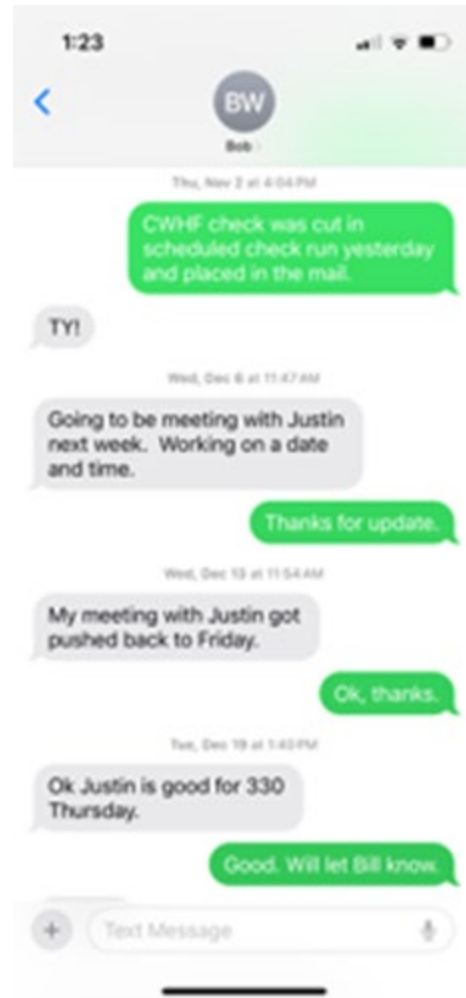 1:23
BW
Bob
Thu, Nov 2 at 4:04 PM
CWHF check was cut in
scheduled check run yesterday
and placed in the mail.
TY!
Wed, Dec 6 at 11:47 AM
Going to be meeting with Justin
next week. Working on a date
and time.
Thanks for update.
Wed, Dec 13 at 11:54 AM
My meeting with Justin got
pushed back to Friday.
Ok, thanks.
Tue, Dec 19 at 1:43 PM
Ok Justin is good for 330
Thursday.
Good. Will let Bill know.
Text Message